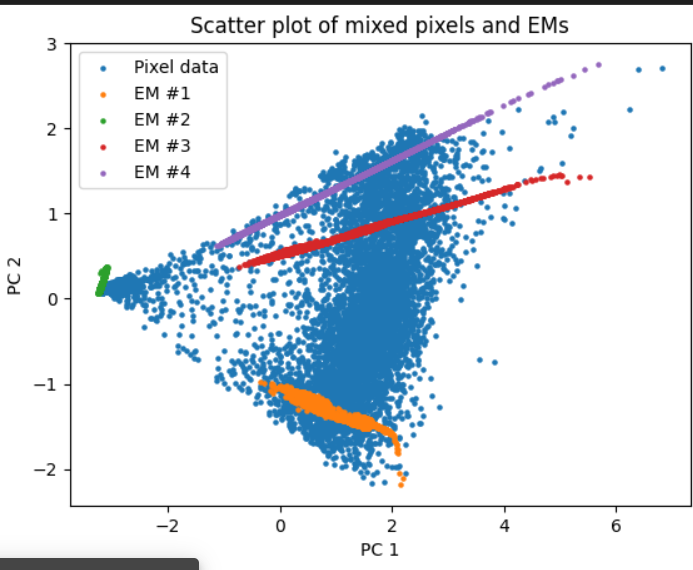 Scatter plot of mixed pixels and EMs
3
Pixel data
EM #1
EM #2
EM #3
EM #4
2
1
0
−1
−2
PC 2
−2 0 2 4 6
PC 1